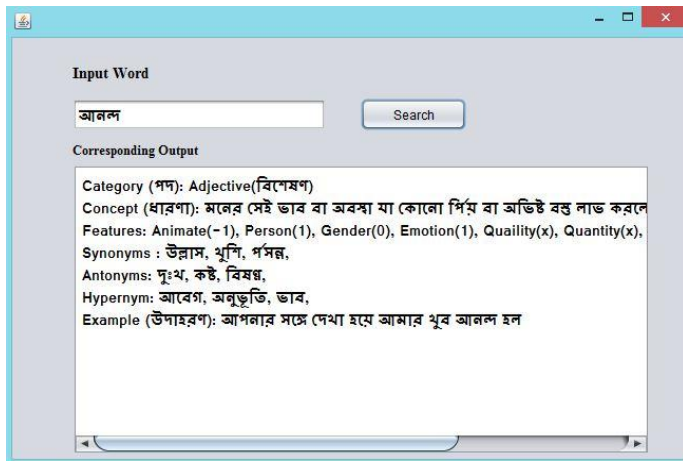 Input Word
আনন্দ
Search
Corresponding Output
Category (পদ): Adjective(বিশেষণ)
Concept (ধারণা): মনের সেই ভাব বা অবস্থা যা কোনো র্পিয় বা অভিষ্ট বস্তু লাভ করলে
Features: Animate(-1), Person(1), Gender(0), Emotion(1), Quaility(x), Quantity(x),
Synonyms : উল্লাস, খুশি, র্পসন্ন,
Antonyms: দুঃখ, কষ্ট, বিষণ্ণ,
Hypernym: আবেগ, অনুভূতি, ভাব,
Example (উদাহরণ): আপনার সঙ্গে দেখা হয়ে আমার খুব আনন্দ হল